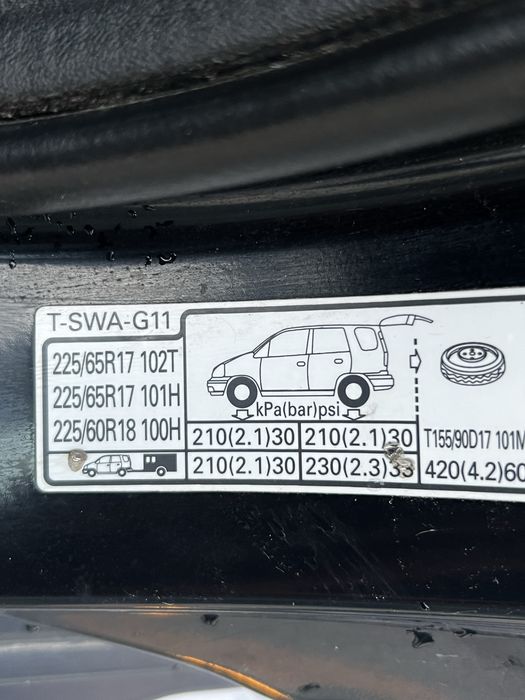 T-SWA-G11
225/65R17 102T
225/65R17 101H
225/60R18 100H
kPa(bar)psi
210(2.1)30 210(2.1)30 T155/90D17 101M
210(2.1)30 230(2.3)33 420(4.2)60